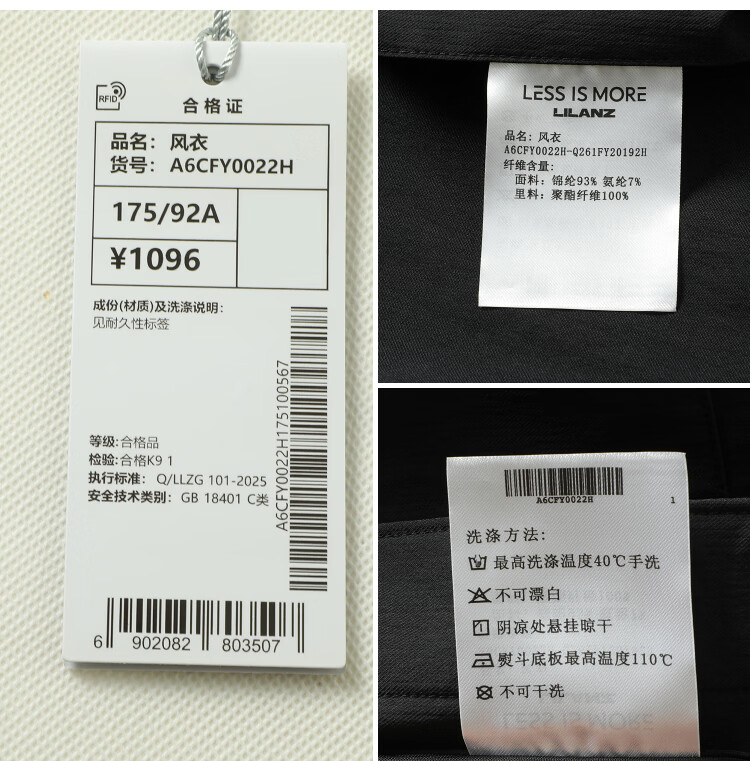 RFID
合格证
品名: 风衣
货号: A6CFY0022H
175/92A
¥1096
成份(材质)及洗涤说明:
见耐久性标签
A6CFY0022H175100567
等级:合格品
检验:合格K9 1
执行标准: Q/LLZG 101-2025
安全技术类别: GB 18401 C类
6 902082 803507
LESS IS MORE
LILANZ
品名: 风衣
A6CFY0022H-Q261FY20192H
纤维含量:
面料: 锦纶93% 氨纶7%
里料: 聚酯纤维100%
A6CFY0022H
1
洗涤方法:
最高洗涤温度40℃手洗
不可漂白
阴凉处悬挂晾干
熨斗底板最高温度110℃
不可干洗
LILANZ
LESS IS MORE